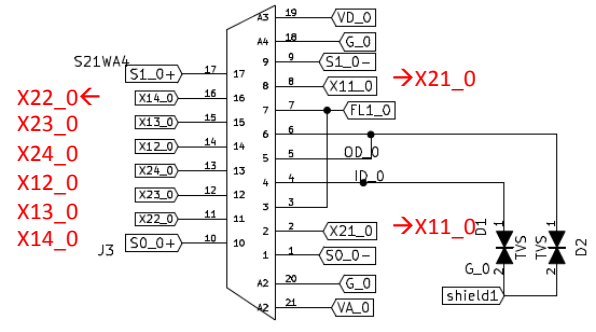 A3 19 VD_0
A4 18 G_0
S21WA4
9 9 S1_0-
S1_0+ 17 17
8 8 X11_0 →X21_0
X22_0← X14_0 16 16
7 7 FL1_0
X23_0 X13_0 15 15
6 6
X24_0 X12_0 14 14
5 5 OD_0
X12_0 X24_0 13 13
4 4 ID_0
X13_0 X23_0 12 12
3 3
X14_0 X22_0 11 11
2 2 X21_0 →X11_0
J3 S0_0+ 10 10
1 1 S0_0-
A2 20 G_0
A2 21 VA_0
D1 1 TVS 2
G_0
1 TVS 2 D2
shield1